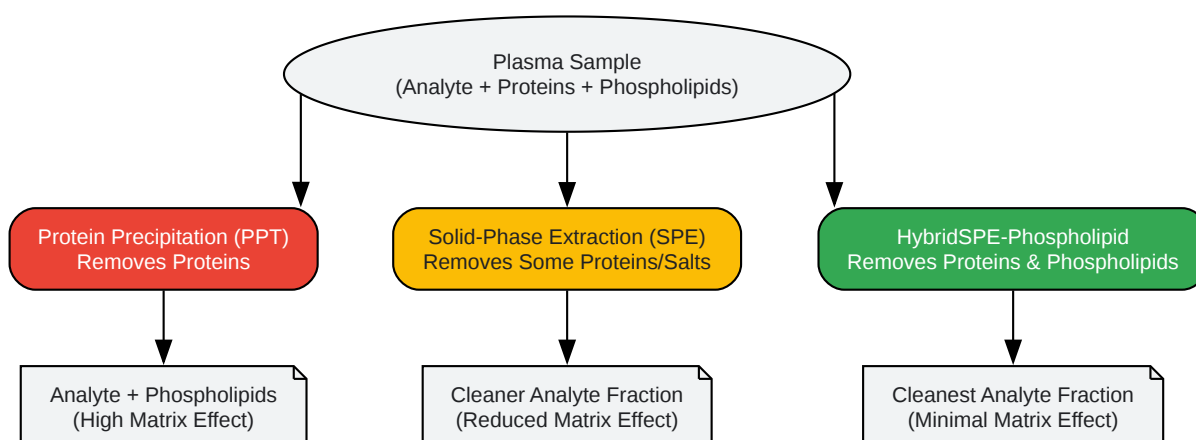 Plasma Sample
(Analyte + Proteins + Phospholipids)
Protein Precipitation (PPT)
Removes Proteins
Solid-Phase Extraction (SPE)
Removes Some Proteins/Salts
HybridSPE-Phospholipid
Removes Proteins & Phospholipids
Analyte + Phospholipids
(High Matrix Effect)
Cleaner Analyte Fraction
(Reduced Matrix Effect)
Cleanest Analyte Fraction
(Minimal Matrix Effect)